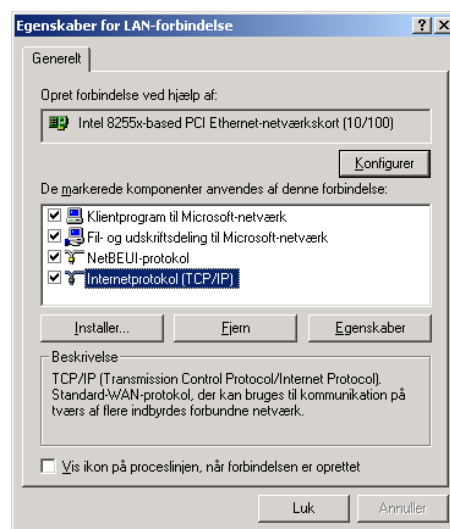 Egenskaber for LAN-forbindelse
Generelt
Opret forbindelse ved hjælp af:
Intel 8255x-based PCI Ethernet-netværkskort (10/100)
Konfigurer
De markerede komponenter anvendes af denne forbindelse:
Klientprogram til Microsoft-netværk
Fil- og udskriftsdeling til Microsoft-netværk
NetBEUI-protokol
Internetprotokol (TCP/IP)
Installer...
Fjern
Egenskaber
Beskrivelse
TCP/IP (Transmission Control Protocol/Internet Protocol).
Standard-WAN-protokol, der kan bruges til kommunikation på
tværs af flere indbyrdes forbundne netværk.
Vis ikon på proceslinjen, når forbindelsen er oprettet
Luk
Annuller